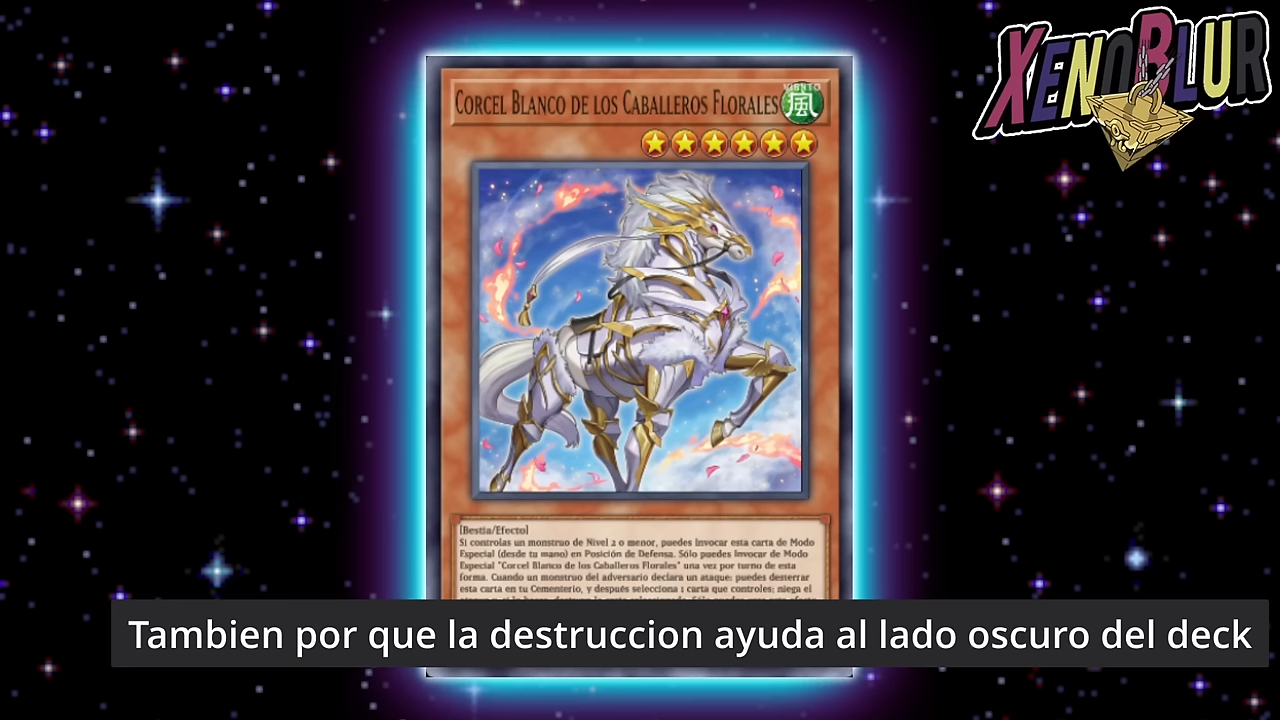 XENOBLUR
CORCEL BLANCO DE LOS CABALLEROS FLORALES
VIENTO
風
[Bestia/Efecto]
Si controlas un monstruo de Nivel 2 o menor, puedes Invocar esta carta de Modo
Especial (desde tu mano) en Posición de Defensa. Sólo puedes Invocar de Modo
Especial "Corcel Blanco de los Caballeros Florales" una vez por turno de esta
forma. Cuando un monstruo del adversario declara un ataque: puedes desterrar
esta carta en tu Cementerio, y después selecciona 1 carta que controles; niega el
Tambien por que la destruccion ayuda al lado oscuro del deck